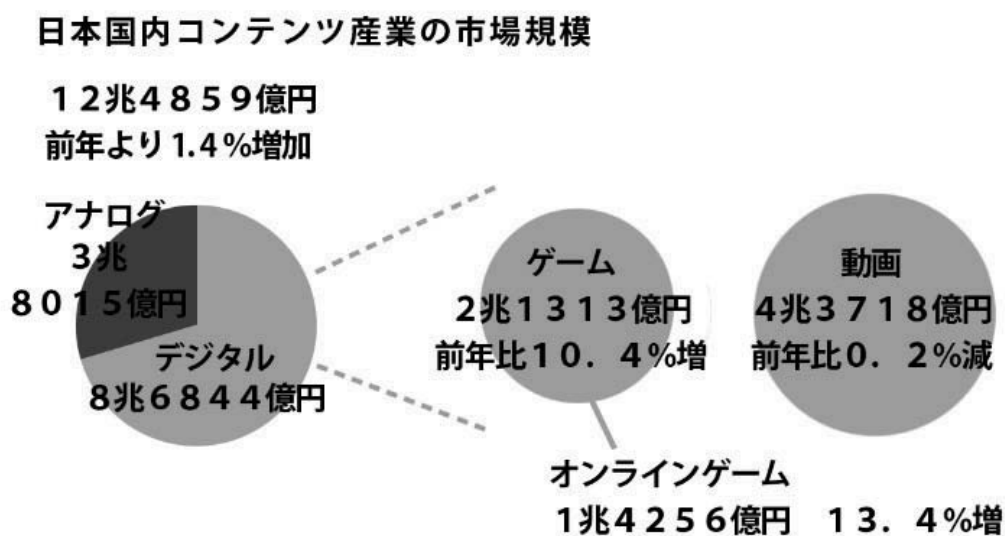 日本国内コンテンツ産業の市場規模
１２兆４８５９億円
前年より1.4%増加
アナログ
３兆
８０１５億円
デジタル
８兆６８４４億円
ゲーム
２兆１３１３億円
前年比１０．４%増
動画
４兆３７１８億円
前年比０．２%減
オンラインゲーム
１兆４２５６億円　１３．４%増